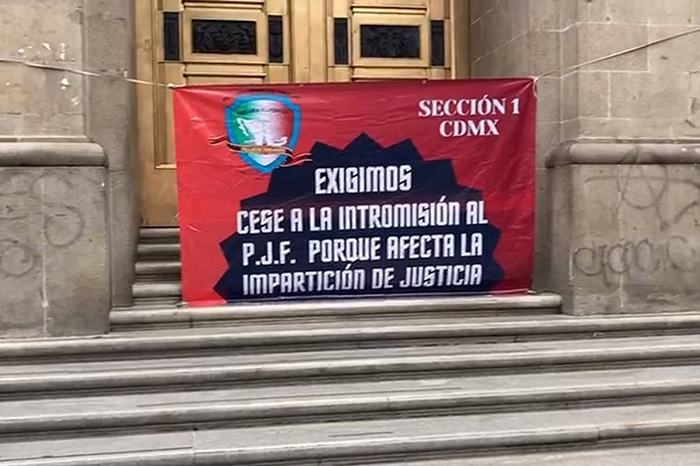 SECCIÓN 1
CDMX
EXIGIMOS
CESE A LA INTROMISIÓN AL
P.J.F. PORQUE AFECTA LA
IMPARTICIÓN DE JUSTICIA